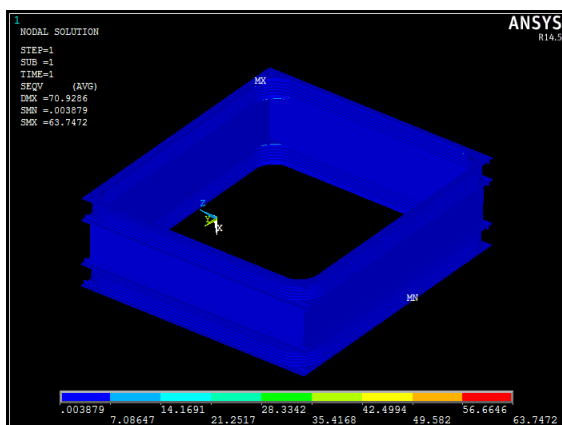 1
NODAL SOLUTION
STEP=1
SUB =1
TIME=1
SEQV (AVG)
DMX =70.9286
SMN =.003879
SMX =63.7472
ANSYS
R14.5
MX
Z
Y
X
MN
.003879 14.1691 28.3342 42.4994 56.6646
7.08647 21.2517 35.4168 49.582 63.7472